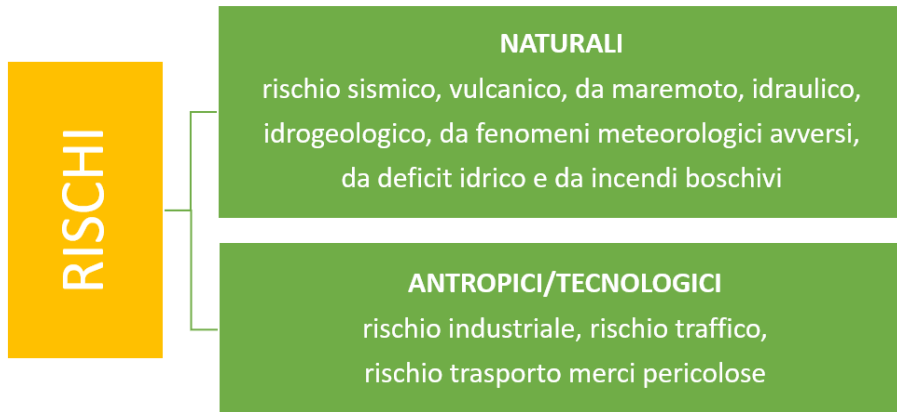 RISCHI
NATURALI
rischio sismico, vulcanico, da maremoto, idraulico,
idrogeologico, da fenomeni meteorologici avversi,
da deficit idrico e da incendi boschivi
ANTROPICI/TECNOLOGICI
rischio industriale, rischio traffico,
rischio trasporto merci pericolose